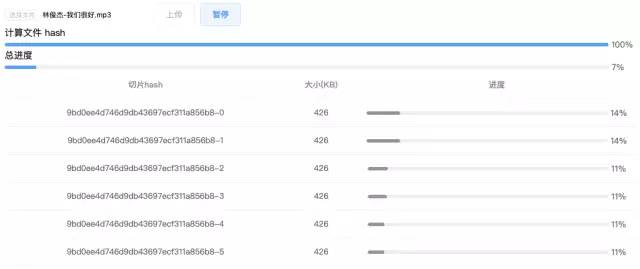 选择文件 林俊杰-我们很好.mp3 上传 暂停
计算文件 hash
100%
总进度
7%
切片hash 大小(KB) 进度
9bd0ee4d746d9db43697ecf311a856b8-0 426 14%
9bd0ee4d746d9db43697ecf311a856b8-1 426 14%
9bd0ee4d746d9db43697ecf311a856b8-2 426 11%
9bd0ee4d746d9db43697ecf311a856b8-3 426 11%
9bd0ee4d746d9db43697ecf311a856b8-4 426 11%
9bd0ee4d746d9db43697ecf311a856b8-5 426 11%